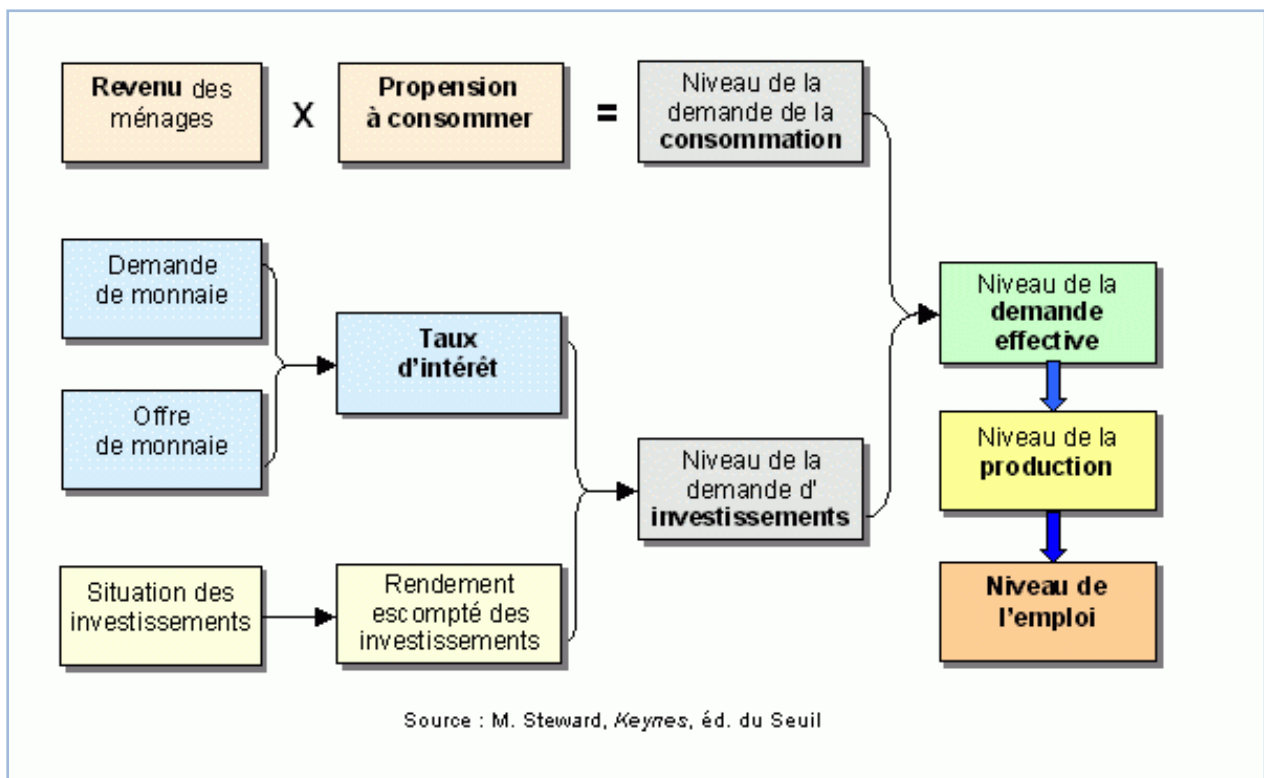 Revenu des
ménages
X
Propension
à consommer
=
Niveau de la
demande de la
consommation
Demande
de monnaie
Offre
de monnaie
Taux
d'intérêt
Situation des
investissements
Rendement
escompté des
investissements
Niveau de la
demande d'
investissements
Niveau de la
demande
effective
Niveau de la
production
Niveau de
l'emploi
Source : M. Steward, Keynes, éd. du Seuil